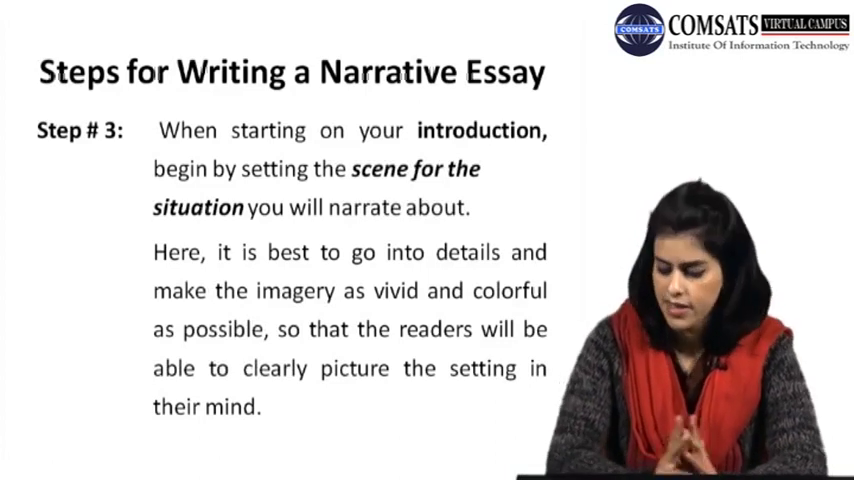 COMSATS VIRTUAL CAMPUS
COMSATS
Institute Of Information Technology
Steps for Writing a Narrative Essay
Step # 3: When starting on your introduction,
begin by setting the scene for the
situation you will narrate about.
Here, it is best to go into details and
make the imagery as vivid and colorful
as possible, so that the readers will be
able to clearly picture the setting in
their mind.